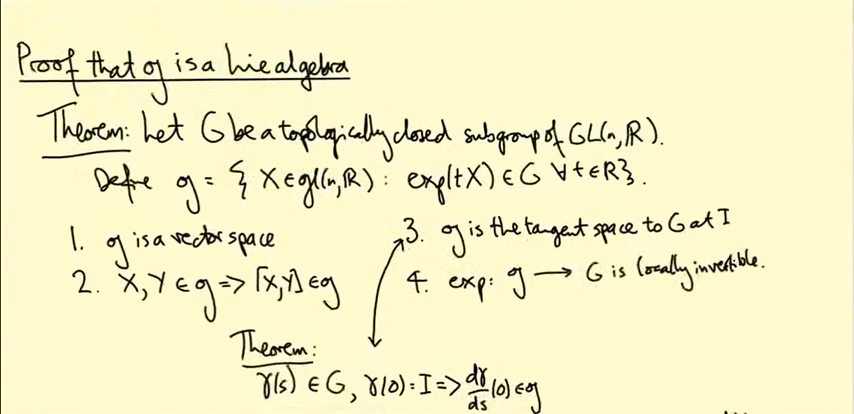 Proof that 𝔤 is a Lie algebra
Theorem: Let G be a topologically closed subgroup of GL(n,ℝ).
Define 𝔤 = { X ∈ gl(n,ℝ) : exp(tX) ∈ G ∀ t ∈ ℝ }.
1. 𝔤 is a vector space
2. X, Y ∈ 𝔤 => [X,Y] ∈ 𝔤
3. 𝔤 is the tangent space to G at I
4. exp: 𝔤 → G is locally invertible.
Theorem:
γ(s) ∈ G, γ(0) = I => dγ/ds (0) ∈ 𝔤